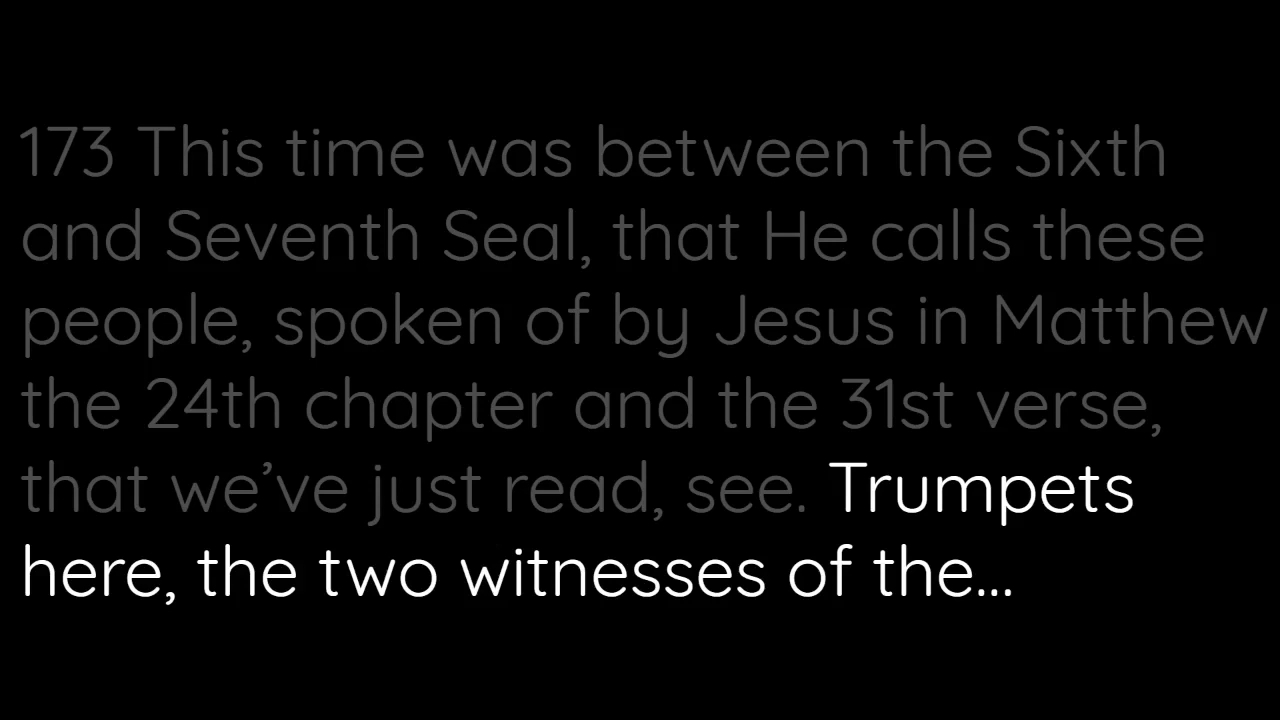 173 This time was between the Sixth
and Seventh Seal, that He calls these
people, spoken of by Jesus in Matthew
the 24th chapter and the 31st verse,
that we’ve just read, see. Trumpets
here, the two witnesses of the...